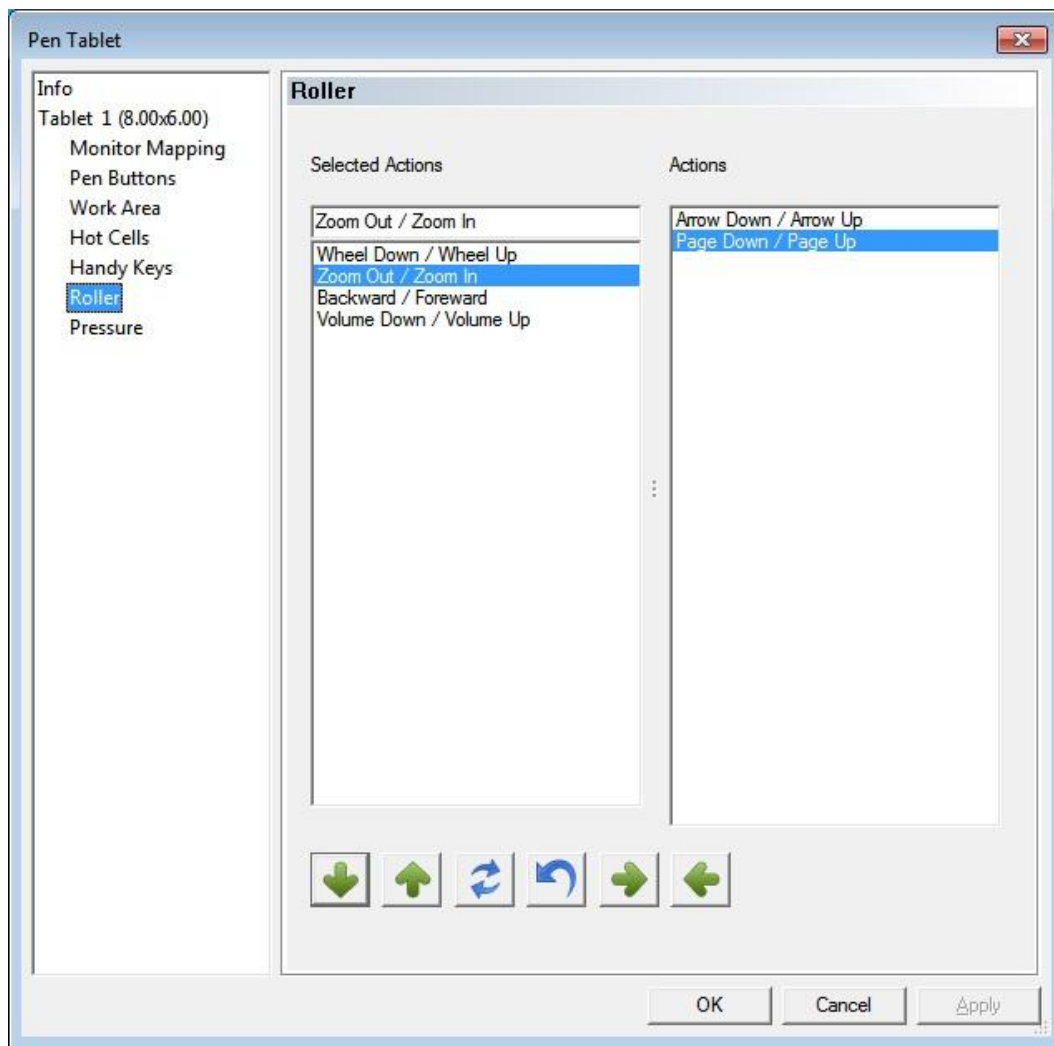 Pen Tablet
Info
Tablet 1 (8.00x6.00)
Monitor Mapping
Pen Buttons
Work Area
Hot Cells
Handy Keys
Roller
Pressure
Roller
Selected Actions
Zoom Out / Zoom In
Wheel Down / Wheel Up
Zoom Out / Zoom In
Backward / Foreward
Volume Down / Volume Up
Actions
Arrow Down / Arrow Up
Page Down / Page Up
OK
Cancel
Apply